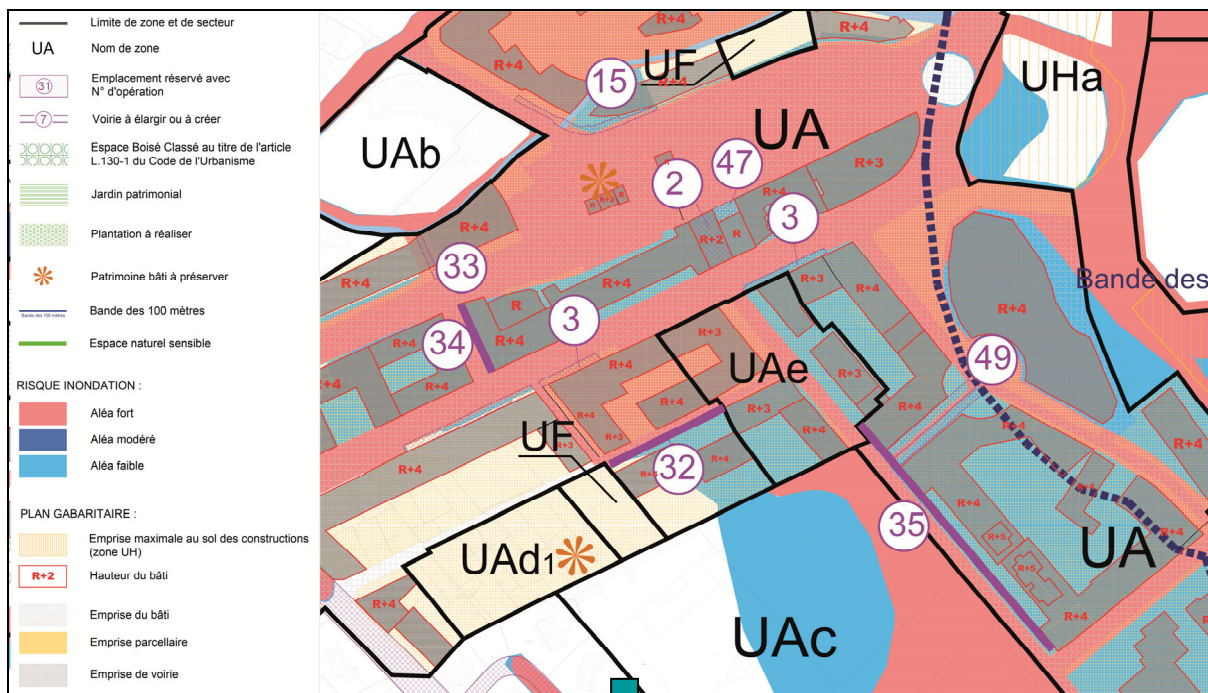 Limite de zone et de secteur
UA Nom de zone
31 Emplacement réservé avec
N° d'opération
7 Voirie à élargir ou à créer
Espace Boisé Classé au titre de l'article
L.130-1 du Code de l'Urbanisme
Jardin patrimonial
Plantation à réaliser
Patrimoine bâti à préserver
Bande des 100 mètres Bande des 100 mètres
Espace naturel sensible
RISQUE INONDATION :
Aléa fort
Aléa modéré
Aléa faible
PLAN GABARITAIRE :
Emprise maximale au sol des constructions
(zone UH)
R+2 Hauteur du bâti
Emprise du bâti
Emprise parcellaire
Emprise de voirie
R+4
R+4
R+4
UF
R+4
15
UHa
UA
UAb
47
R+3
2
R+4
R
R+2
R
3
R+2
R
R+4
33
R+4
R+3
R+4
Bande des
R+4
R
3
R+4
34
R+4
R+4
R+4
R+4
R+3
49
R+4
UAe
R+3
R+4
R+4
R+3
R+4
R+4
R+3
UF
R+3
R+4
R+4
R+4
32
R+4
R+4
R+4
35
R+4
R+4
R+5
UA
UAd1
R+5
R+4
R+4
UAc